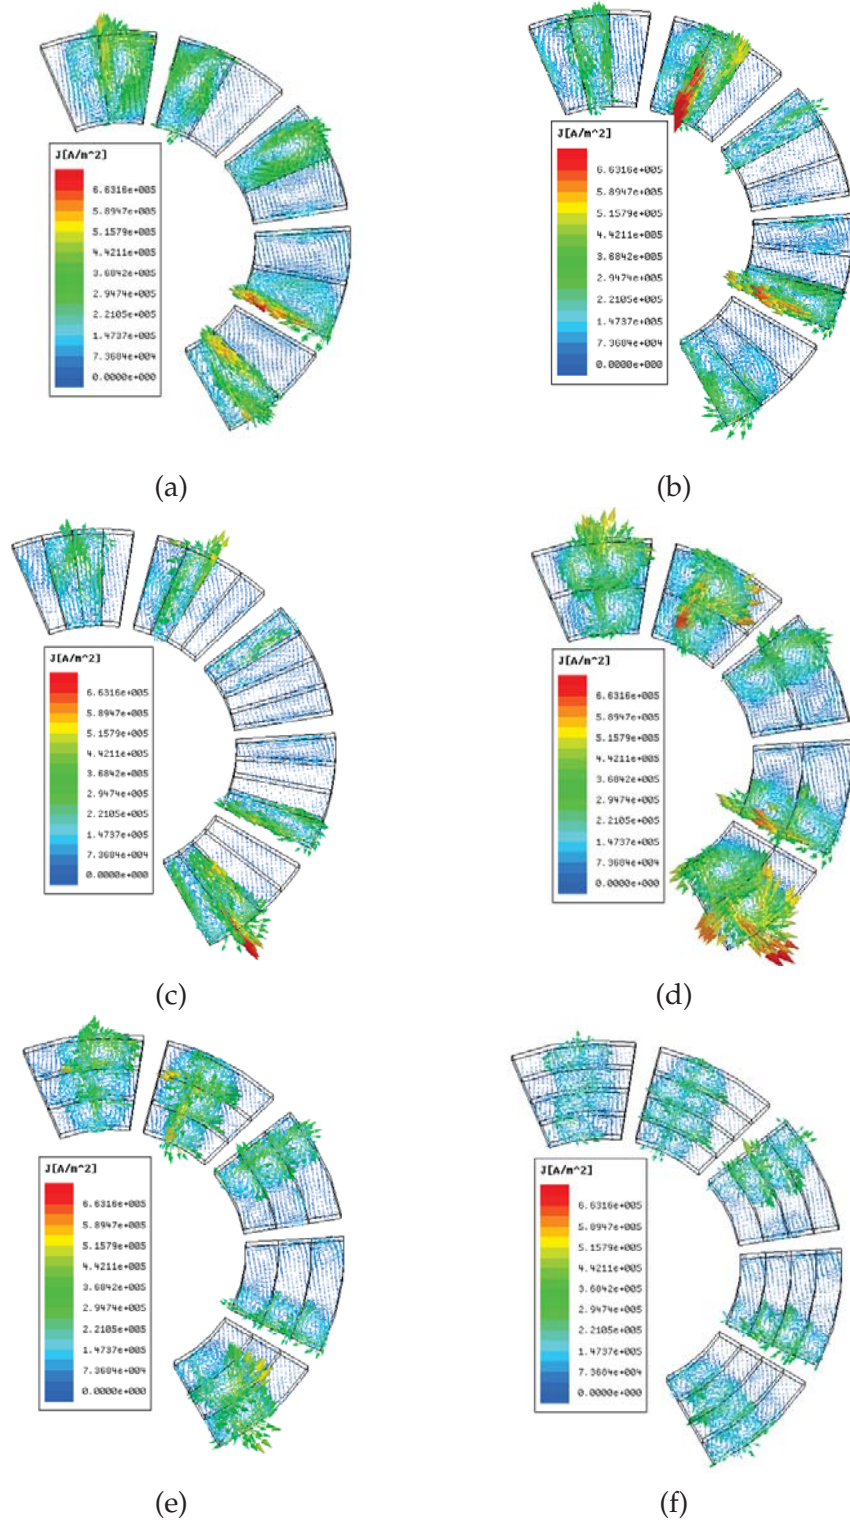 J[A/m^2]
6.6316e+005
5.8947e+005
5.1579e+005
4.4211e+005
3.6842e+005
2.9474e+005
2.2105e+005
1.4737e+005
7.3684e+004
0.0000e+000
(a)
J[A/m^2]
6.6316e+005
5.8947e+005
5.1579e+005
4.4211e+005
3.6842e+005
2.9474e+005
2.2105e+005
1.4737e+005
7.3684e+004
0.0000e+000
(b)
J[A/m^2]
6.6316e+005
5.8947e+005
5.1579e+005
4.4211e+005
3.6842e+005
2.9474e+005
2.2105e+005
1.4737e+005
7.3684e+004
0.0000e+000
(c)
J[A/m^2]
6.6316e+005
5.8947e+005
5.1579e+005
4.4211e+005
3.6842e+005
2.9474e+005
2.2105e+005
1.4737e+005
7.3684e+004
0.0000e+000
(d)
J[A/m^2]
6.6316e+005
5.8947e+005
5.1579e+005
4.4211e+005
3.6842e+005
2.9474e+005
2.2105e+005
1.4737e+005
7.3684e+004
0.0000e+000
(e)
J[A/m^2]
6.6316e+005
5.8947e+005
5.1579e+005
4.4211e+005
3.6842e+005
2.9474e+005
2.2105e+005
1.4737e+005
7.3684e+004
0.0000e+000
(f)